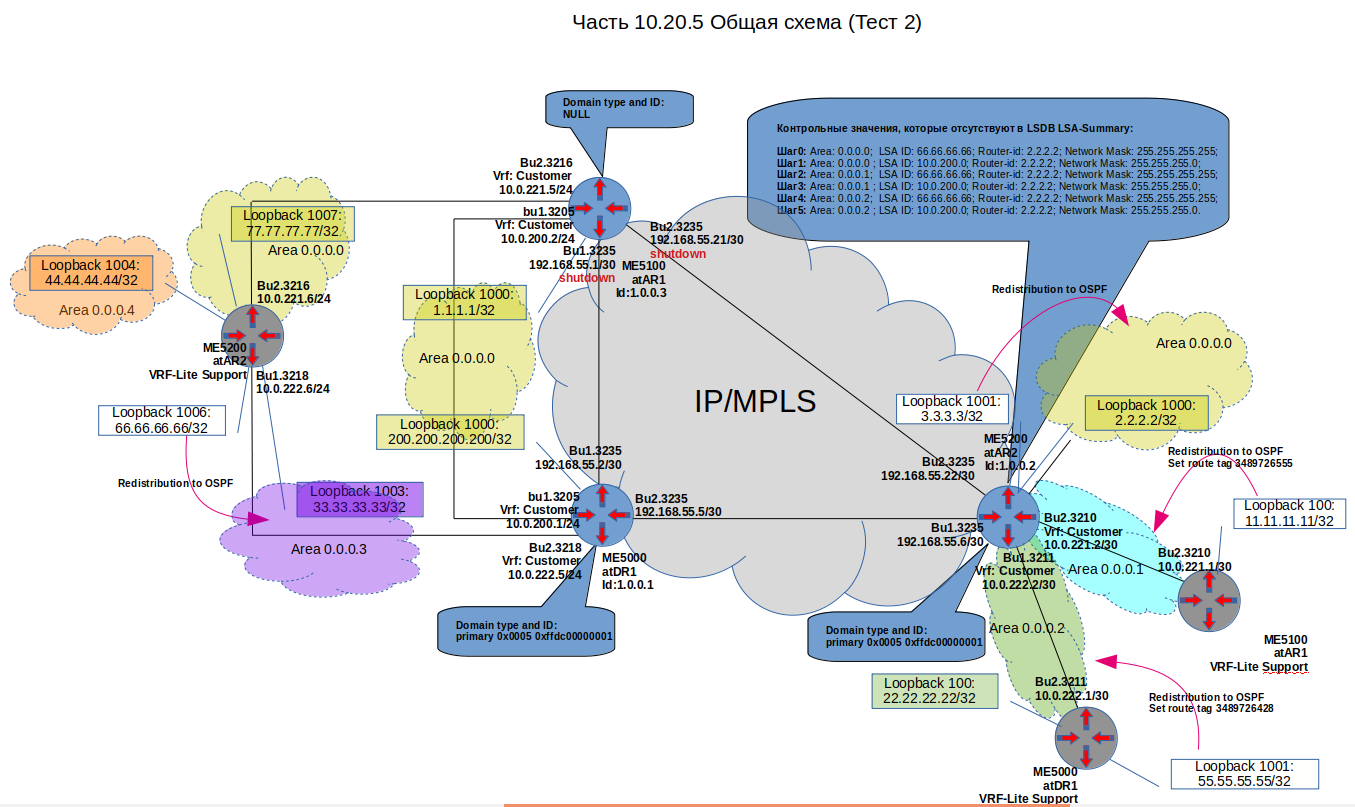 Часть 10.20.5 Общая схема (Тест 2)
Domain type and ID:
NULL
Контрольные значения, которые отсутствуют в LSDB LSA-Summary:
Шаг0: Area: 0.0.0.0; LSA ID: 66.66.66.66; Router-id: 2.2.2.2; Network Mask: 255.255.255.255;
Шаг1: Area: 0.0.0.0 ; LSA ID: 10.0.200.0; Router-id: 2.2.2.2; Network Mask: 255.255.255.0;
Шаг2: Area: 0.0.0.1; LSA ID: 66.66.66.66; Router-id: 2.2.2.2; Network Mask: 255.255.255.255;
Шаг3: Area: 0.0.0.1 ; LSA ID: 10.0.200.0; Router-id: 2.2.2.2; Network Mask: 255.255.255.0;
Шаг4: Area: 0.0.0.2; LSA ID: 66.66.66.66; Router-id: 2.2.2.2; Network Mask: 255.255.255.255;
Шаг5: Area: 0.0.0.2 ; LSA ID: 10.0.200.0; Router-id: 2.2.2.2; Network Mask: 255.255.255.0.
Bu2.3216
Vrf: Customer
10.0.221.5/24
bu1.3205
Vrf: Customer
10.0.200.2/24
Bu1.3235
192.168.55.1/30
shutdown
Bu2.3235
192.168.55.21/30
shutdown
ME5100
atAR1
Id:1.0.0.3
Loopback 1007:
77.77.77.77/32
Area 0.0.0.0
Loopback 1004:
44.44.44.44/32
Area 0.0.0.4
Bu2.3216
10.0.221.6/24
ME5200
atAR2
VRF-Lite Support
Bu1.3218
10.0.222.6/24
Loopback 1000:
1.1.1.1/32
Area 0.0.0.0
Loopback 1000:
200.200.200.200/32
Loopback 1006:
66.66.66.66/32
Redistribution to OSPF
Loopback 1003:
33.33.33.33/32
Area 0.0.0.3
IP/MPLS
Bu1.3235
192.168.55.2/30
bu1.3205
Vrf: Customer
10.0.200.1/24
Bu2.3218
Vrf: Customer
10.0.222.5/24
Bu2.3235
192.168.55.5/30
ME5000
atDR1
Id:1.0.0.1
Domain type and ID:
primary 0x0005 0xffdc00000001
Redistribution to OSPF
Area 0.0.0.0
Loopback 1001:
3.3.3.3/32
Loopback 1000:
2.2.2.2/32
ME5200
atAR2
Id:1.0.0.2
Bu2.3235
192.168.55.22/30
Bu1.3235
192.168.55.6/30
Redistribution to OSPF
Set route tag 3489726555
Loopback 100:
11.11.11.11/32
Bu2.3210
Vrf: Customer
10.0.221.2/30
Bu2.3210
10.0.221.1/30
Area 0.0.0.1
Bu1.3211
Vrf: Customer
10.0.222.2/30
Area 0.0.0.2
ME5100
atAR1
VRF-Lite Support
Domain type and ID:
primary 0x0005 0xffdc00000001
Loopback 100:
22.22.22.22/32
Bu2.3211
10.0.222.1/30
Redistribution to OSPF
Set route tag 3489726428
Loopback 1001:
55.55.55.55/32
ME5000
atDR1
VRF-Lite Support